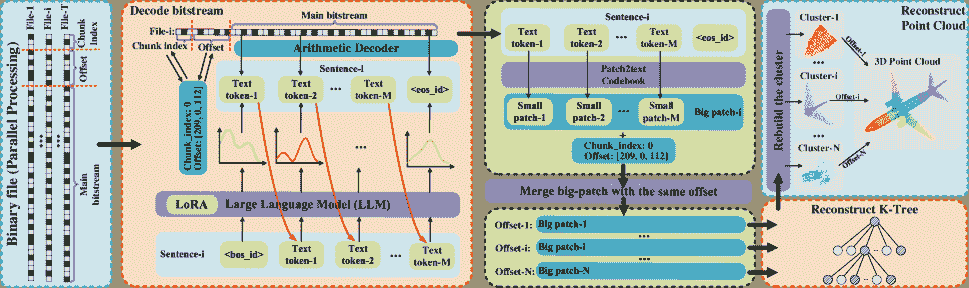 Binary file (Parallel Processing)
File-1
File-i
File-T
Chunk
Index
Offset
Main
bitstream
Decode bitstream
Main bitstream
File-i:
Chunk index
Offset
Arithmetic Decoder
Sentence-i
Text
token-1
Text
token-2
...
Text
token-M
<eos_id>
Chunk_index: 0
Offset: [209, 0, 112]
...
LoRA
Large Language Model (LLM)
Sentence-i
<bos_id>
Text
token-1
Text
token-2
...
Text
token-M
Sentence-i
Text
token-1
Text
token-2
...
Text
token-M
<eos_id>
Patch2text
Codebook
Small
patch-1
Small
patch-2
...
Small
patch-M
Big patch-i
+
Chunk_index: 0
Offset: [209, 0, 112]
Merge big-patch with the same offset
Offset-1:
Big patch-1
...
Offset-i:
Big patch-i
...
Offset-N:
Big patch-N
Rebuild the cluster
Reconstruct
Point Cloud
Cluster-1
Offset-1
Cluster-i
Offset-i
...
Cluster-N
Offset-N
3D Point Cloud
Reconstruct K-Tree
...
...